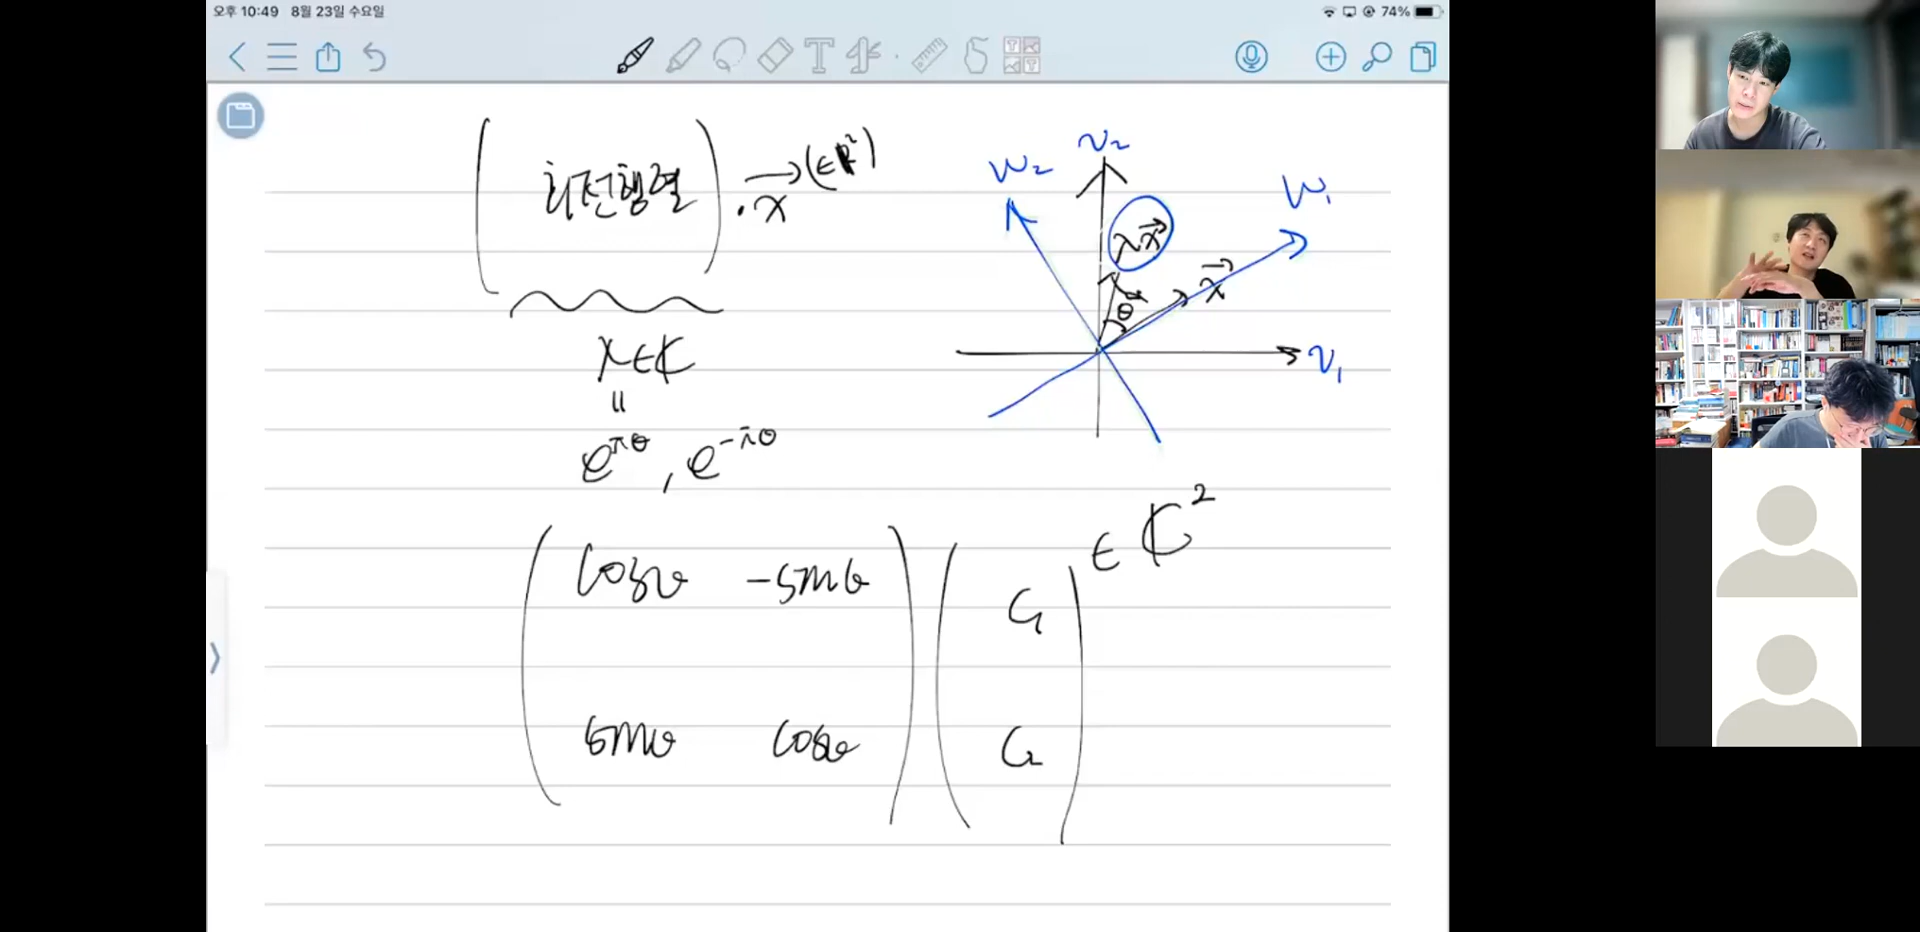 오후 10:49 8월 23일 수요일 74%
(회전행렬) · x⃗ (∈ℝ²)
λ∈ℂ
=
e^{iθ}, e^{-iθ}
v₂
w₂
w₁
λx⃗
x⃗
θ
v₁
cosθ -sinθ
C₁
∈ ℂ²
sinθ cosθ
C₂